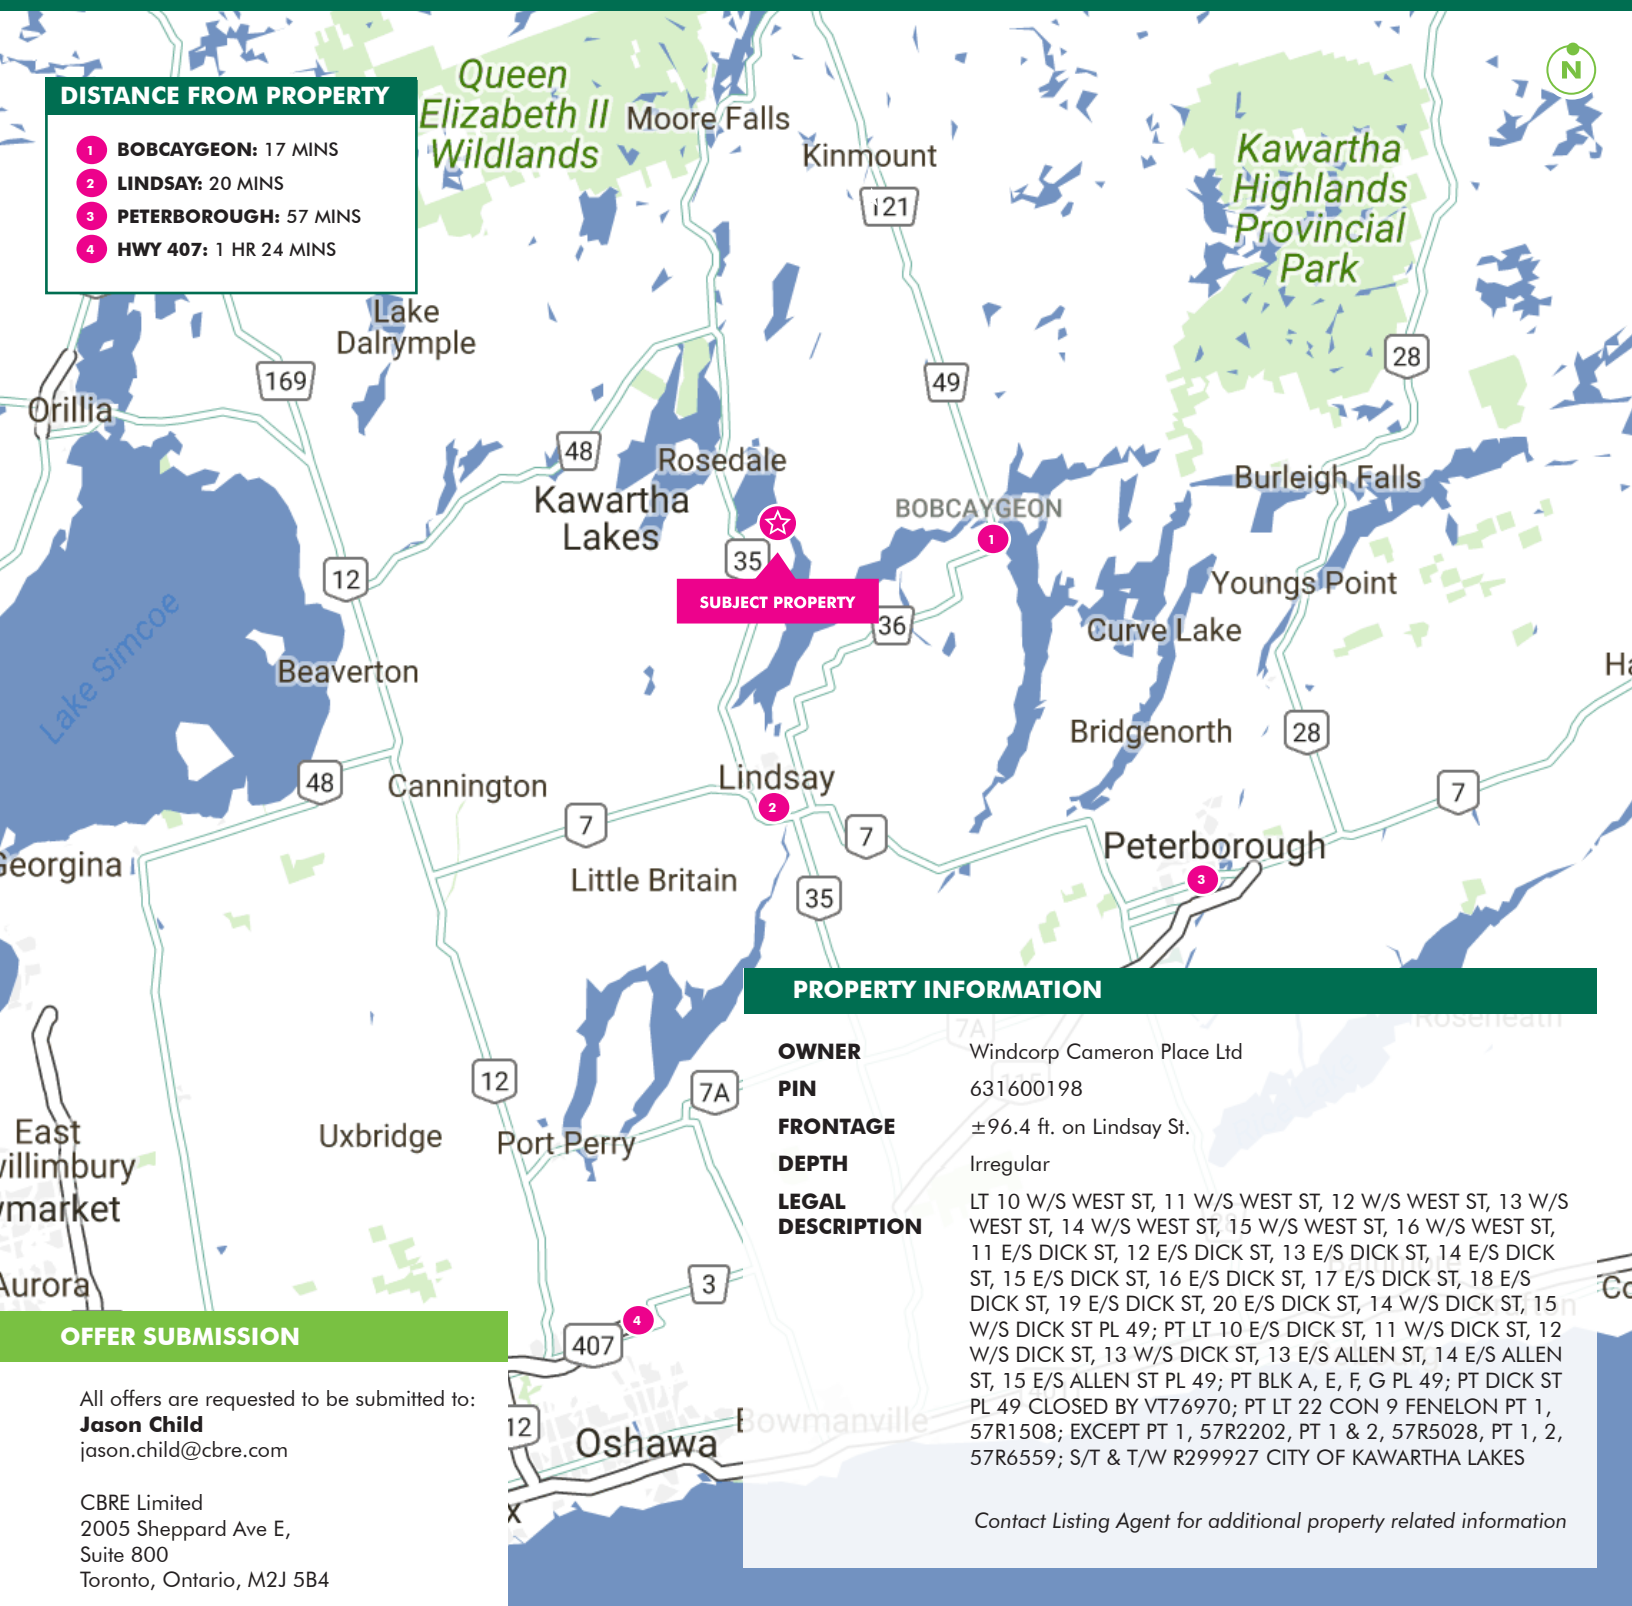 N
DISTANCE FROM PROPERTY
1 BOBCAYGEON: 17 MINS
2 LINDSAY: 20 MINS
3 PETERBOROUGH: 57 MINS
4 HWY 407: 1 HR 24 MINS
Queen
Elizabeth II
Wildlands
Moore Falls
Kinmount
121
Kawartha
Highlands
Provincial
Park
Lake
Dalrymple
169
49
28
Orillia
48
Rosedale
Kawartha
Lakes
BOBCAYGEON
1
Burleigh Falls
35
12
SUBJECT PROPERTY
36
Youngs Point
Curve Lake
Lake Simcoe
Beaverton
Bridgenorth
28
48
Cannington
Lindsay
2
7
7
7
Peterborough
3
Georgina
Little Britain
35
12
7A
East
willimbury
wmarket
Uxbridge
Port Perry
Aurora
3
4
407
12
Oshawa
Bowmanville
7A
115
Roseneath
28
Baltimore
Grafton
Co
PROPERTY INFORMATION
OWNER Windcorp Cameron Place Ltd
PIN 631600198
FRONTAGE ±96.4 ft. on Lindsay St.
DEPTH Irregular
LEGAL
DESCRIPTION
LT 10 W/S WEST ST, 11 W/S WEST ST, 12 W/S WEST ST, 13 W/S
WEST ST, 14 W/S WEST ST, 15 W/S WEST ST, 16 W/S WEST ST,
11 E/S DICK ST, 12 E/S DICK ST, 13 E/S DICK ST, 14 E/S DICK
ST, 15 E/S DICK ST, 16 E/S DICK ST, 17 E/S DICK ST, 18 E/S
DICK ST, 19 E/S DICK ST, 20 E/S DICK ST, 14 W/S DICK ST, 15
W/S DICK ST PL 49; PT LT 10 E/S DICK ST, 11 W/S DICK ST, 12
W/S DICK ST, 13 W/S DICK ST, 13 E/S ALLEN ST, 14 E/S ALLEN
ST, 15 E/S ALLEN ST PL 49; PT BLK A, E, F, G PL 49; PT DICK ST
PL 49 CLOSED BY VT76970; PT LT 22 CON 9 FENELON PT 1,
57R1508; EXCEPT PT 1, 57R2202, PT 1 & 2, 57R5028, PT 1, 2,
57R6559; S/T & T/W R299927 CITY OF KAWARTHA LAKES
Contact Listing Agent for additional property related information
OFFER SUBMISSION
All offers are requested to be submitted to:
Jason Child
jason.child@cbre.com
CBRE Limited
2005 Sheppard Ave E,
Suite 800
Toronto, Ontario, M2J 5B4